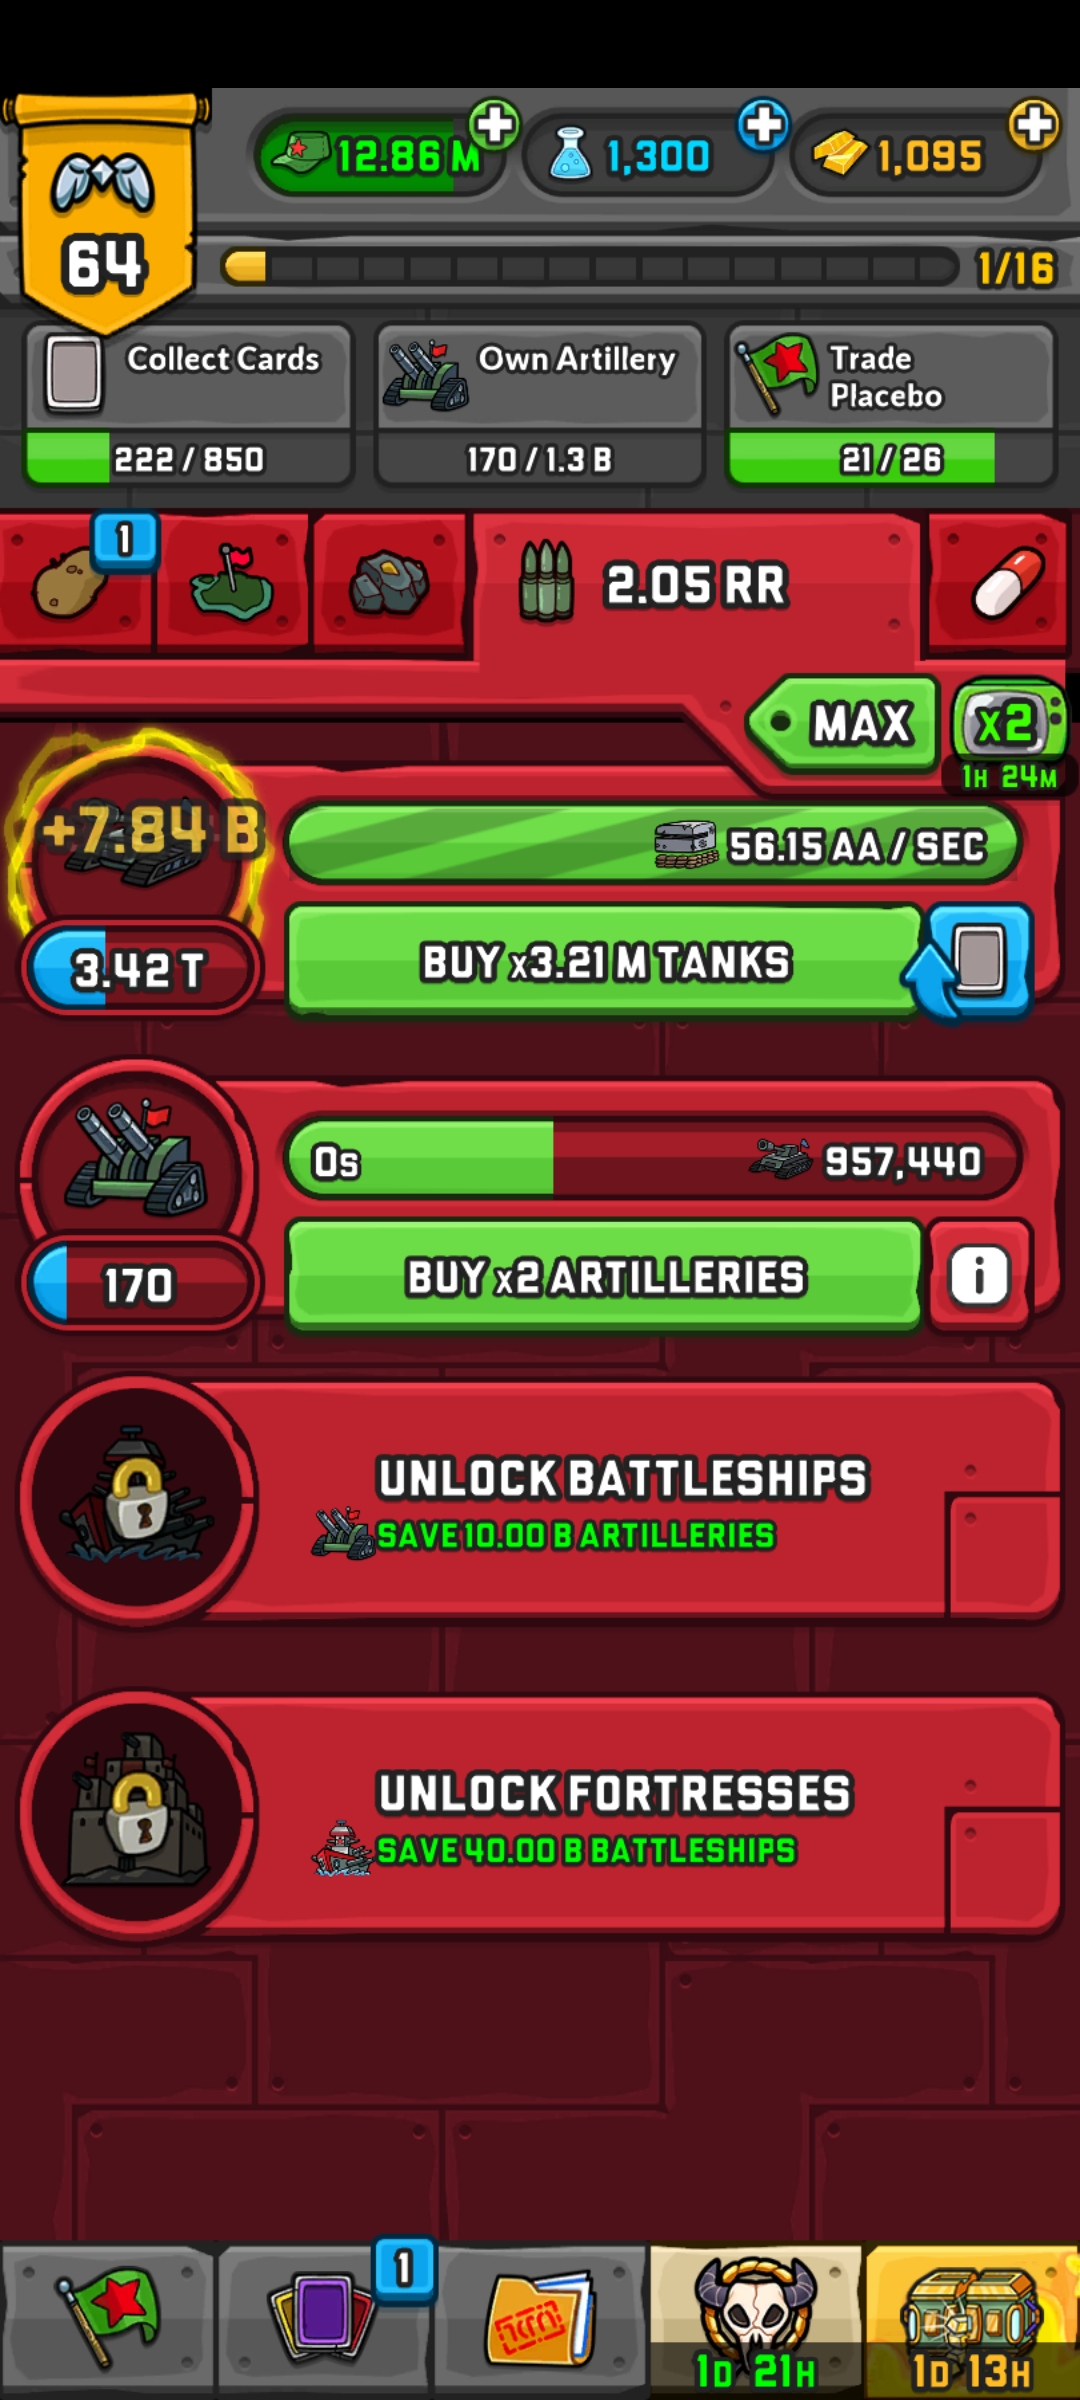 64
12.86 M
1,300
1,095
1/16
Collect Cards
222 / 850
Own Artillery
170 / 1.3 B
Trade
Placebo
21 / 26
1
2.05 RR
MAX
x2
1H 24M
+7.84 B
56.15 AA / SEC
3.42 T
BUY x3.21 M TANKS
0s
957,440
170
BUY x2 ARTILLERIES
i
UNLOCK BATTLESHIPS
SAVE 10.00 B ARTILLERIES
UNLOCK FORTRESSES
SAVE 40.00 B BATTLESHIPS
1
1D 21H
1D 13H